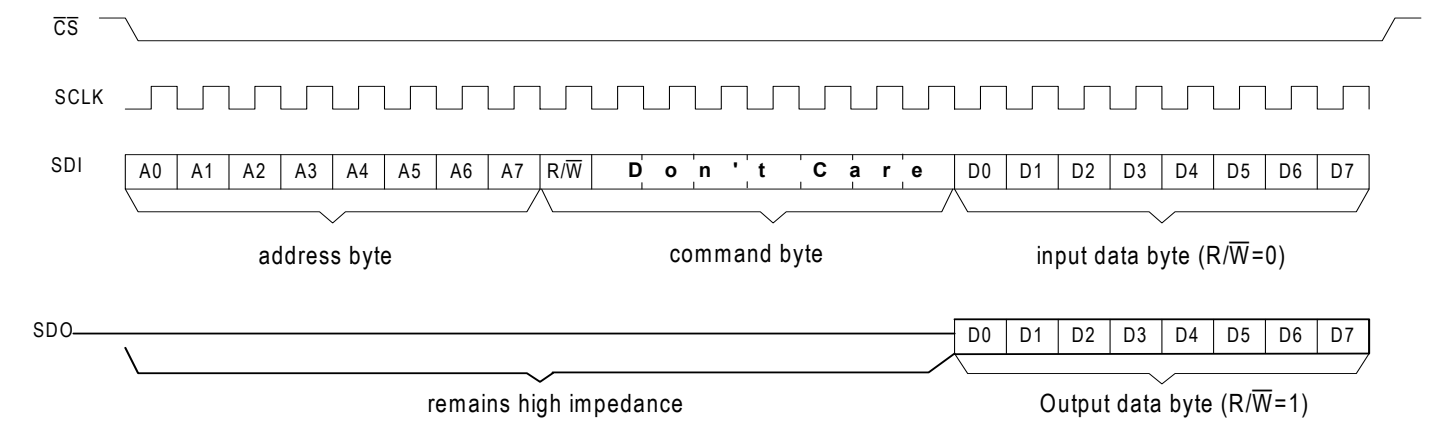 C̅S̅
SCLK
SDI A0 A1 A2 A3 A4 A5 A6 A7 R/W̅ Don't Care D0 D1 D2 D3 D4 D5 D6 D7
address byte command byte input data byte (R/W̅=0)
SDO D0 D1 D2 D3 D4 D5 D6 D7
remains high impedance Output data byte (R/W̅=1)